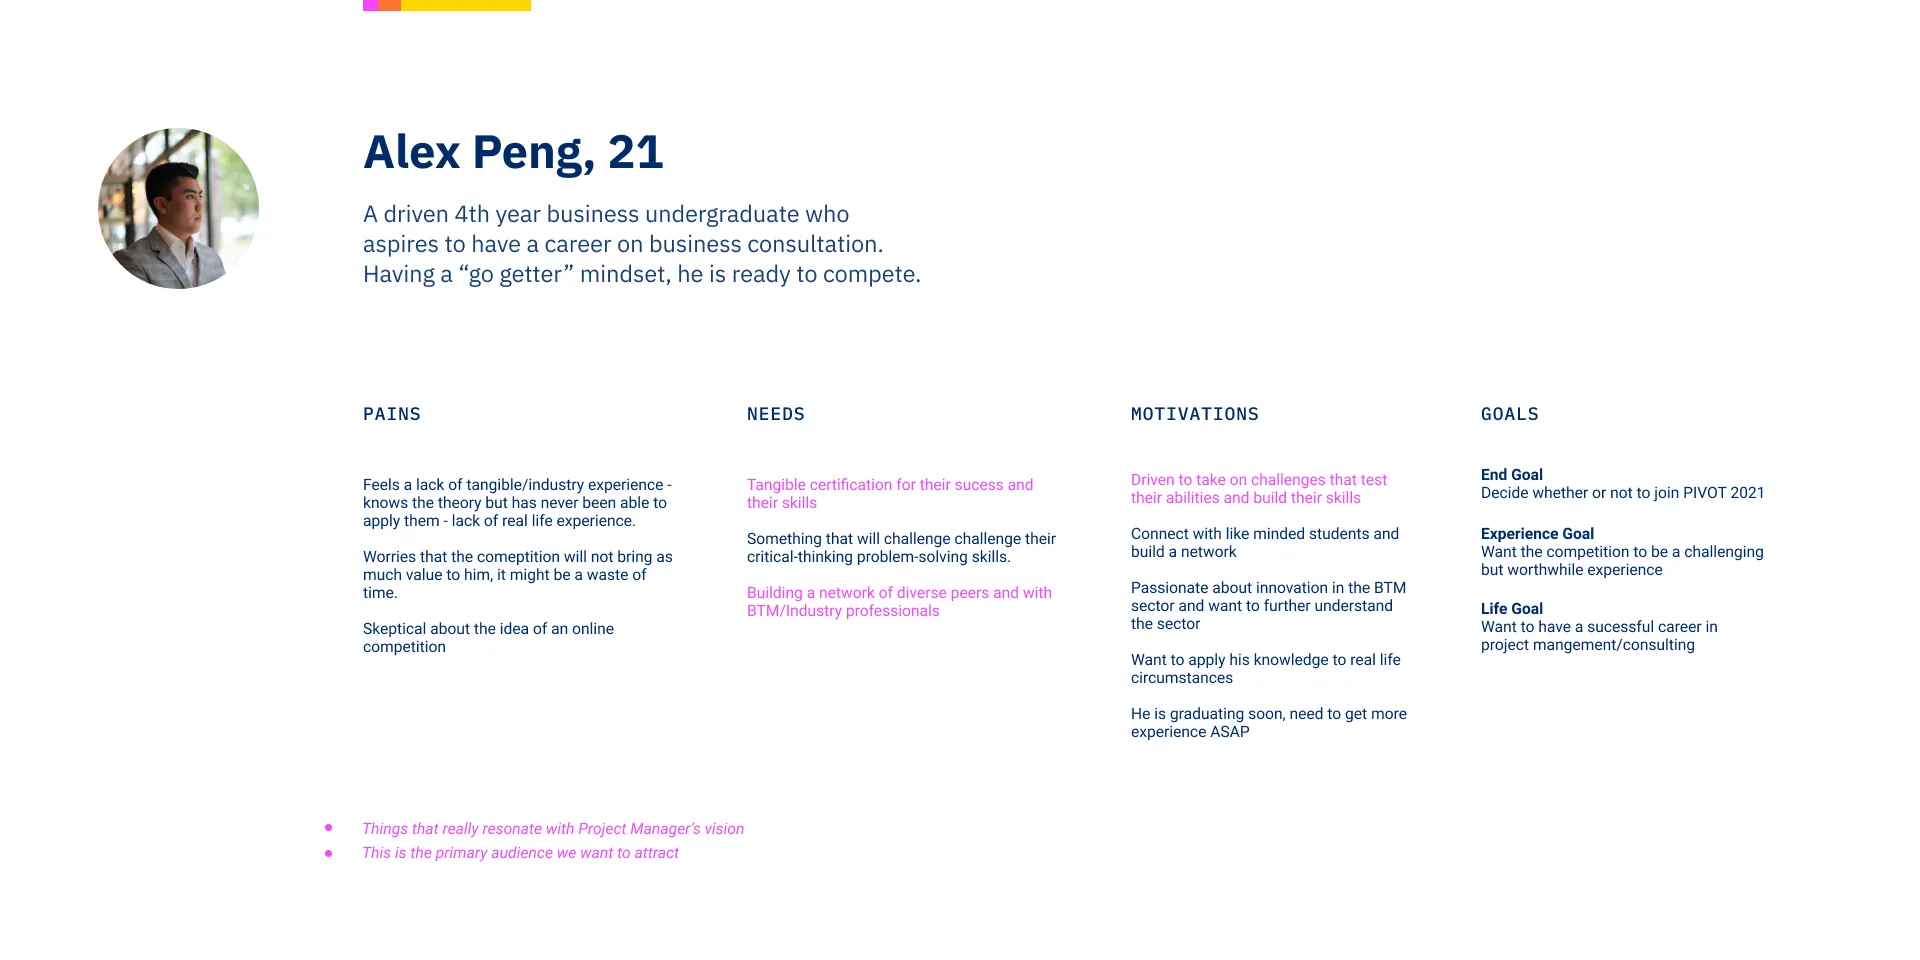 Alex Peng, 21
A driven 4th year business undergraduate who
aspires to have a career on business consultation.
Having a “go getter” mindset, he is ready to compete.
PAINS
Feels a lack of tangible/industry experience -
knows the theory but has never been able to
apply them - lack of real life experience.
Worries that the comeptition will not bring as
much value to him, it might be a waste of
time.
Skeptical about the idea of an online
competition
NEEDS
Tangible certification for their sucess and
their skills
Something that will challenge challenge their
critical-thinking problem-solving skills.
Building a network of diverse peers and with
BTM/Industry professionals
MOTIVATIONS
Driven to take on challenges that test
their abilities and build their skills
Connect with like minded students and
build a network
Passionate about innovation in the BTM
sector and want to further understand
the sector
Want to apply his knowledge to real life
circumstances
He is graduating soon, need to get more
experience ASAP
GOALS
End Goal
Decide whether or not to join PIVOT 2021
Experience Goal
Want the competition to be a challenging
but worthwhile experience
Life Goal
Want to have a sucessful career in
project mangement/consulting
Things that really resonate with Project Manager’s vision
This is the primary audience we want to attract